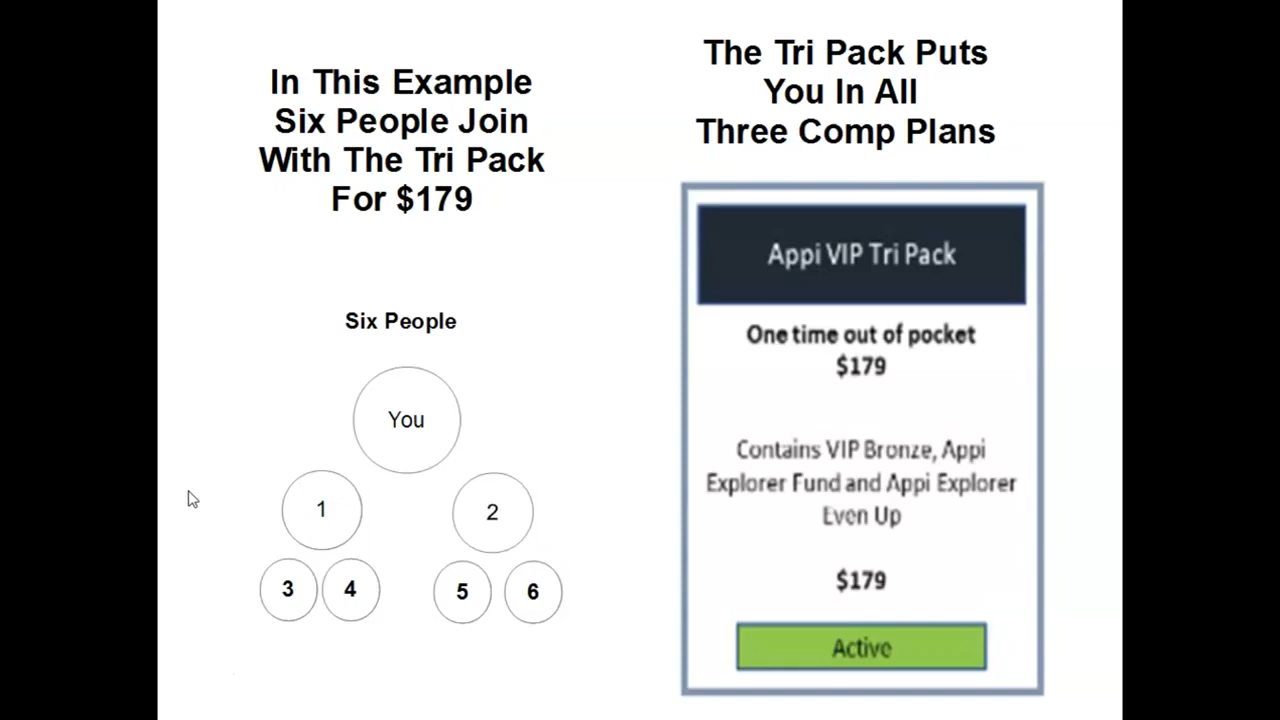 In This Example
Six People Join
With The Tri Pack
For $179
Six People
You
1
2
3
4
5
6
The Tri Pack Puts
You In All
Three Comp Plans
Appi VIP Tri Pack
One time out of pocket
$179
Contains VIP Bronze, Appi
Explorer Fund and Appi Explorer
Even Up
$179
Active